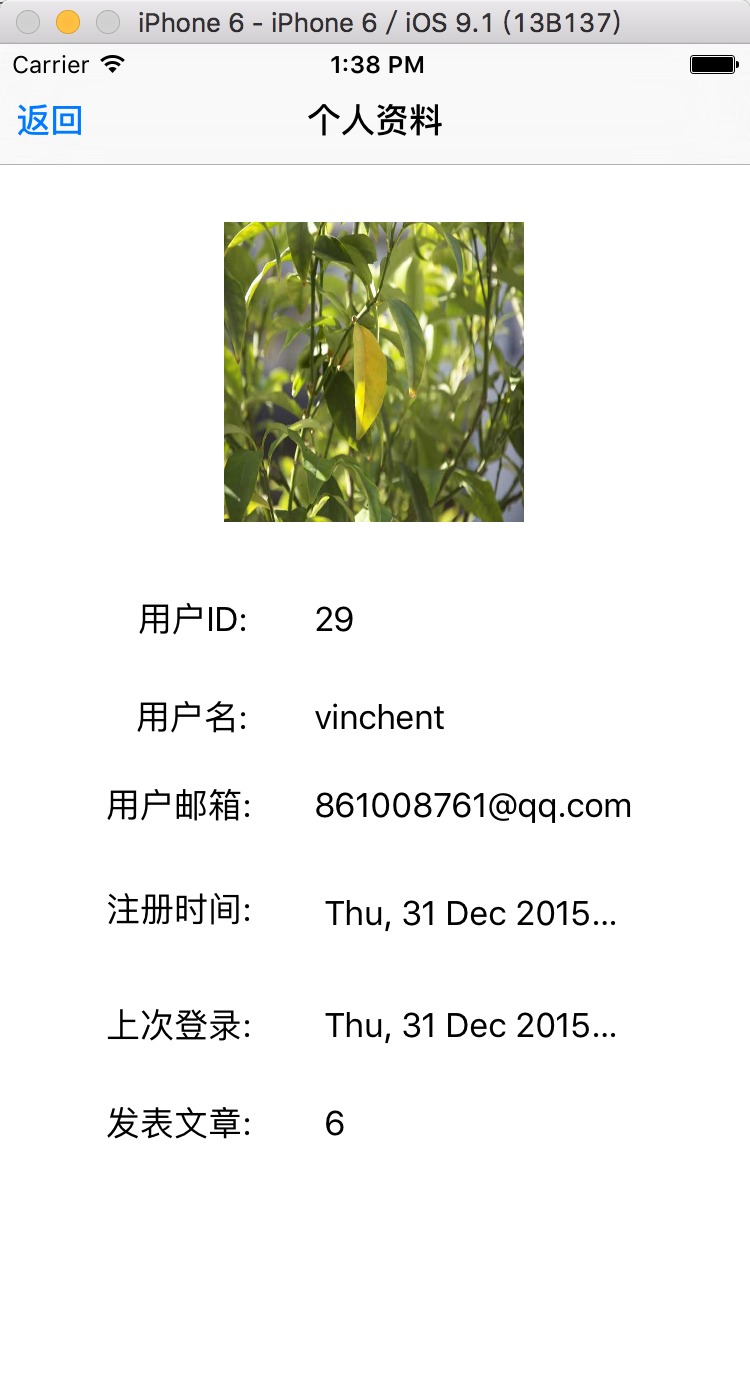 iPhone 6 - iPhone 6 / iOS 9.1 (13B137)
Carrier 1:38 PM
返回 个人资料
用户ID: 29
用户名: vinchent
用户邮箱: 861008761@qq.com
注册时间: Thu, 31 Dec 2015...
上次登录: Thu, 31 Dec 2015...
发表文章: 6